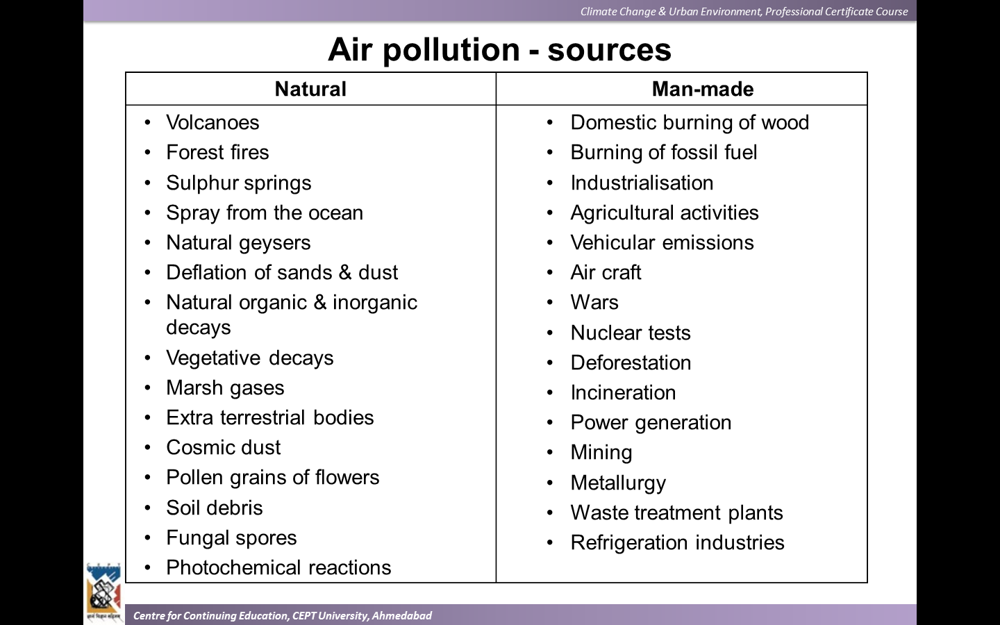 Climate Change & Urban Environment, Professional Certificate Course
Air pollution - sources
Natural
• Volcanoes
• Forest fires
• Sulphur springs
• Spray from the ocean
• Natural geysers
• Deflation of sands & dust
• Natural organic & inorganic
decays
• Vegetative decays
• Marsh gases
• Extra terrestrial bodies
• Cosmic dust
• Pollen grains of flowers
• Soil debris
• Fungal spores
• Photochemical reactions
Man-made
• Domestic burning of wood
• Burning of fossil fuel
• Industrialisation
• Agricultural activities
• Vehicular emissions
• Air craft
• Wars
• Nuclear tests
• Deforestation
• Incineration
• Power generation
• Mining
• Metallurgy
• Waste treatment plants
• Refrigeration industries
Centre for Continuing Education, CEPT University, Ahmedabad